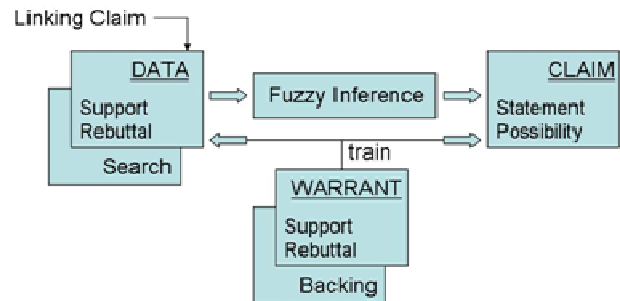 Linking Claim
DATA
Support
Rebuttal
Search
Fuzzy Inference
CLAIM
Statement
Possibility
train
WARRANT
Support
Rebuttal
Backing